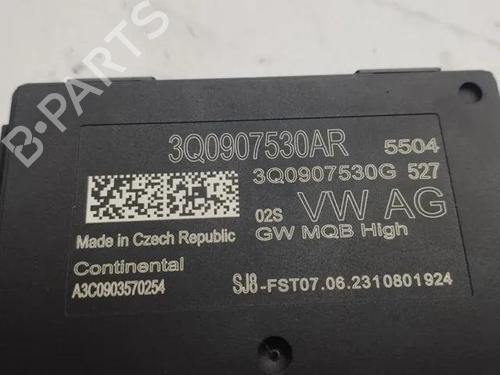 B-PARTS
3Q0907530AR 5504
3Q0907530G 527
02S VW AG
GW MQB High
Made in Czech Republic
Continental
A3C0903570254 SJ8-FST07.06.2310801924